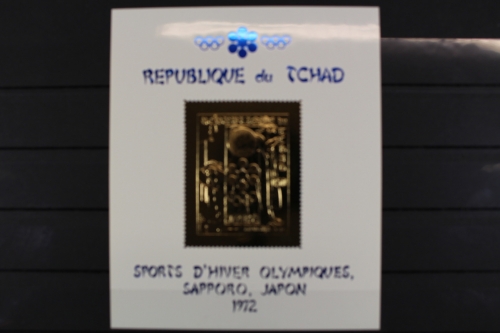 REPUBLIQUE du TCHAD
SPORTS D'HIVER OLYMPIQUES,
SAPPORO, JAPON
1972